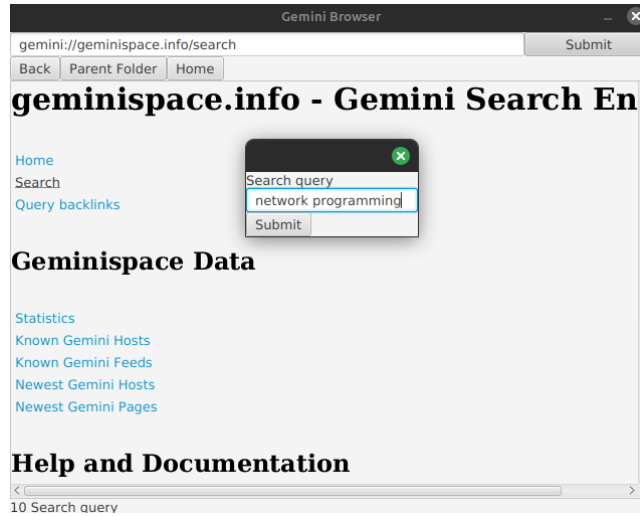 Gemini Browser
gemini://geminispace.info/search Submit
Back Parent Folder Home
geminispace.info - Gemini Search En
Home
Search
Query backlinks
Search query
network programming
Submit
Geminispace Data
Statistics
Known Gemini Hosts
Known Gemini Feeds
Newest Gemini Hosts
Newest Gemini Pages
Help and Documentation
10 Search query